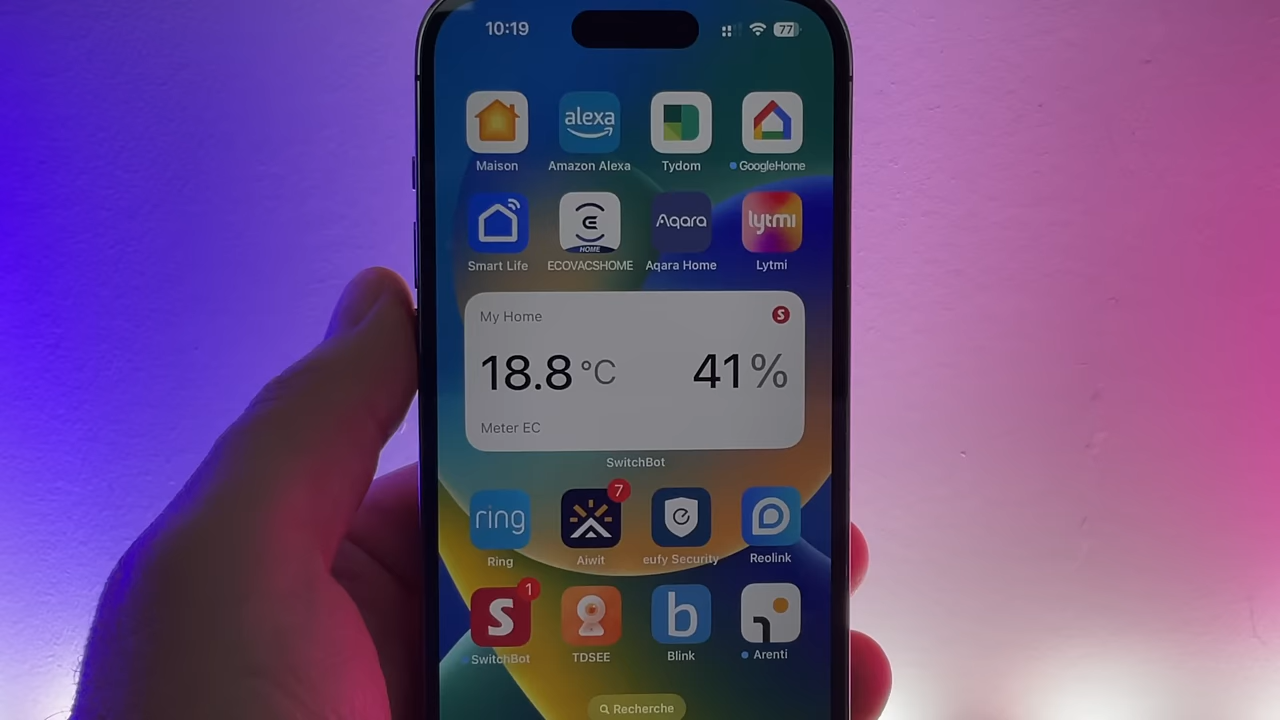 10:19 77
alexa
Maison Amazon Alexa Tydom GoogleHome
HOME Aqara lytmi
Smart Life ECOVACSHOME Aqara Home Lytmi
My Home S
18.8 °C 41 %
Meter EC
SwitchBot
ring 7
Ring Aiwit eufy Security Reolink
S 1 b
SwitchBot TDSEE Blink Arenti
Recherche